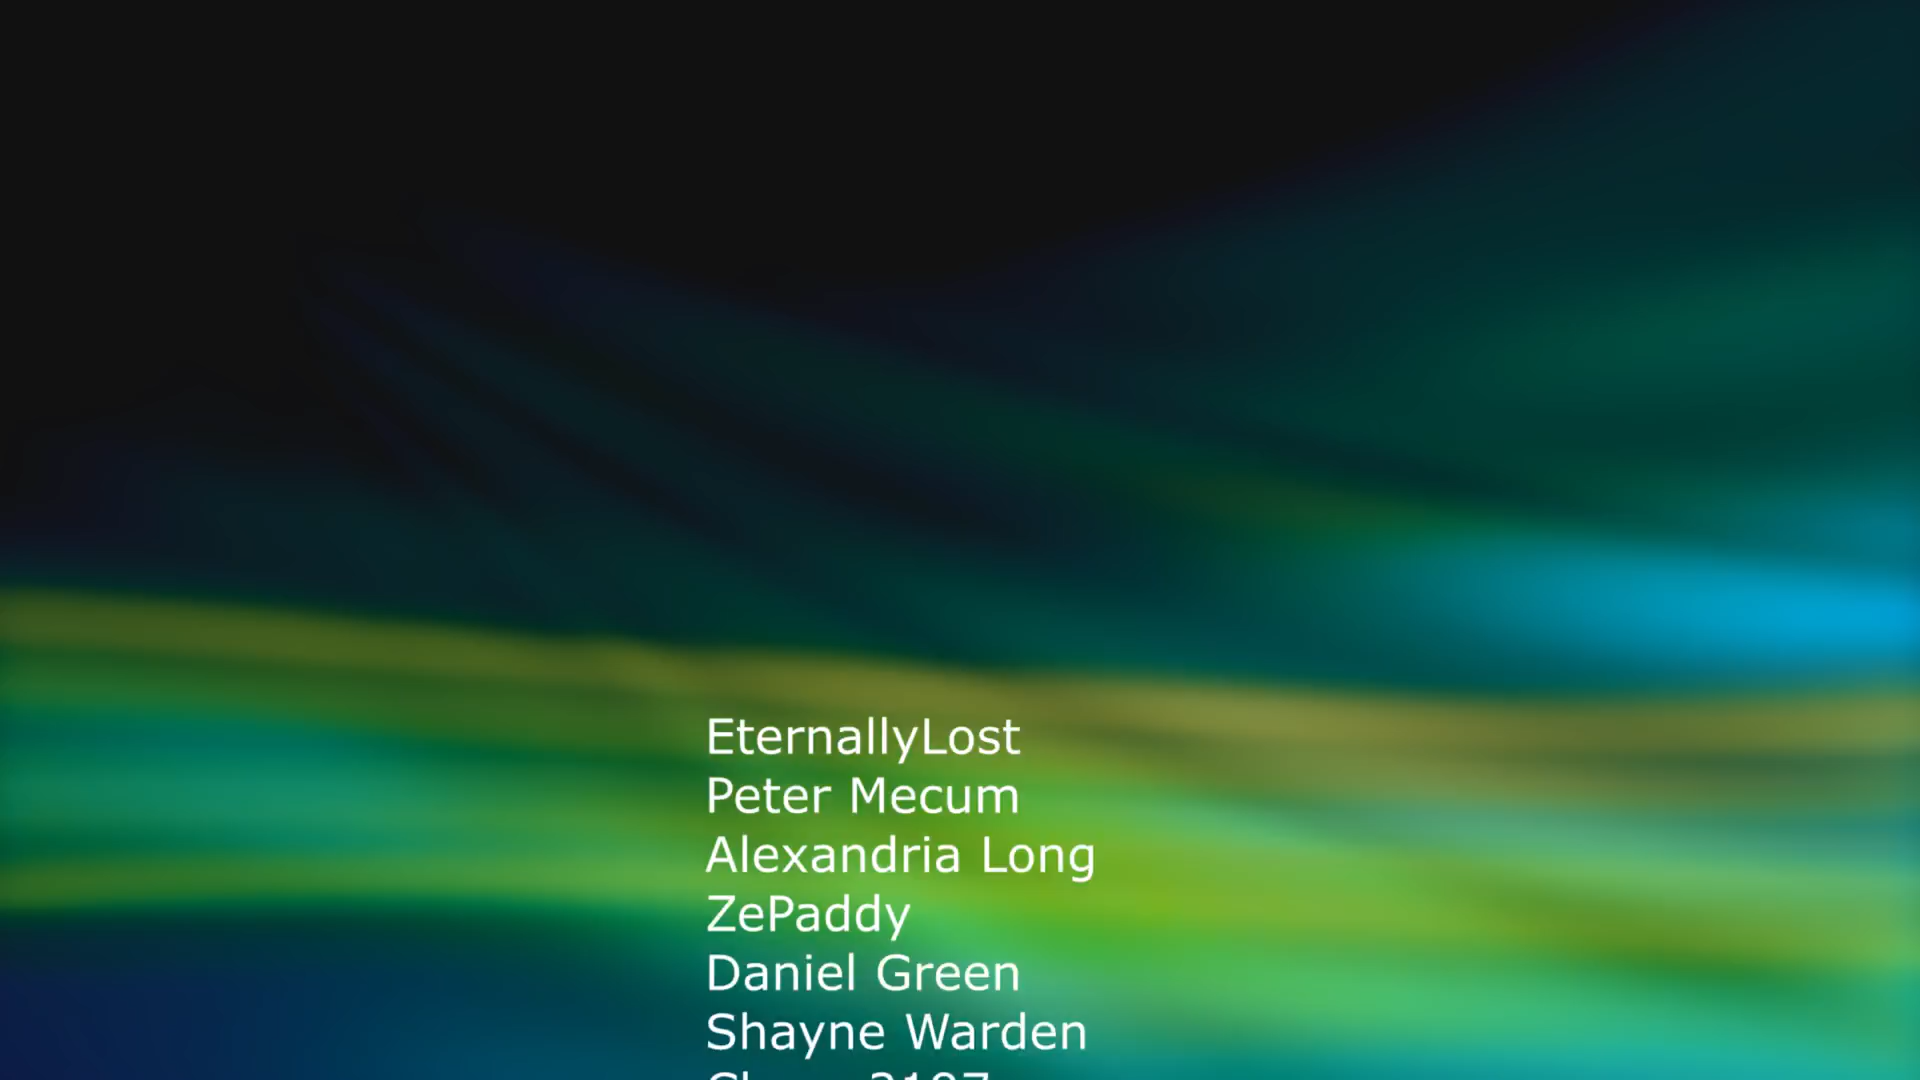 EternallyLost
Peter Mecum
Alexandria Long
ZePaddy
Daniel Green
Shayne Warden